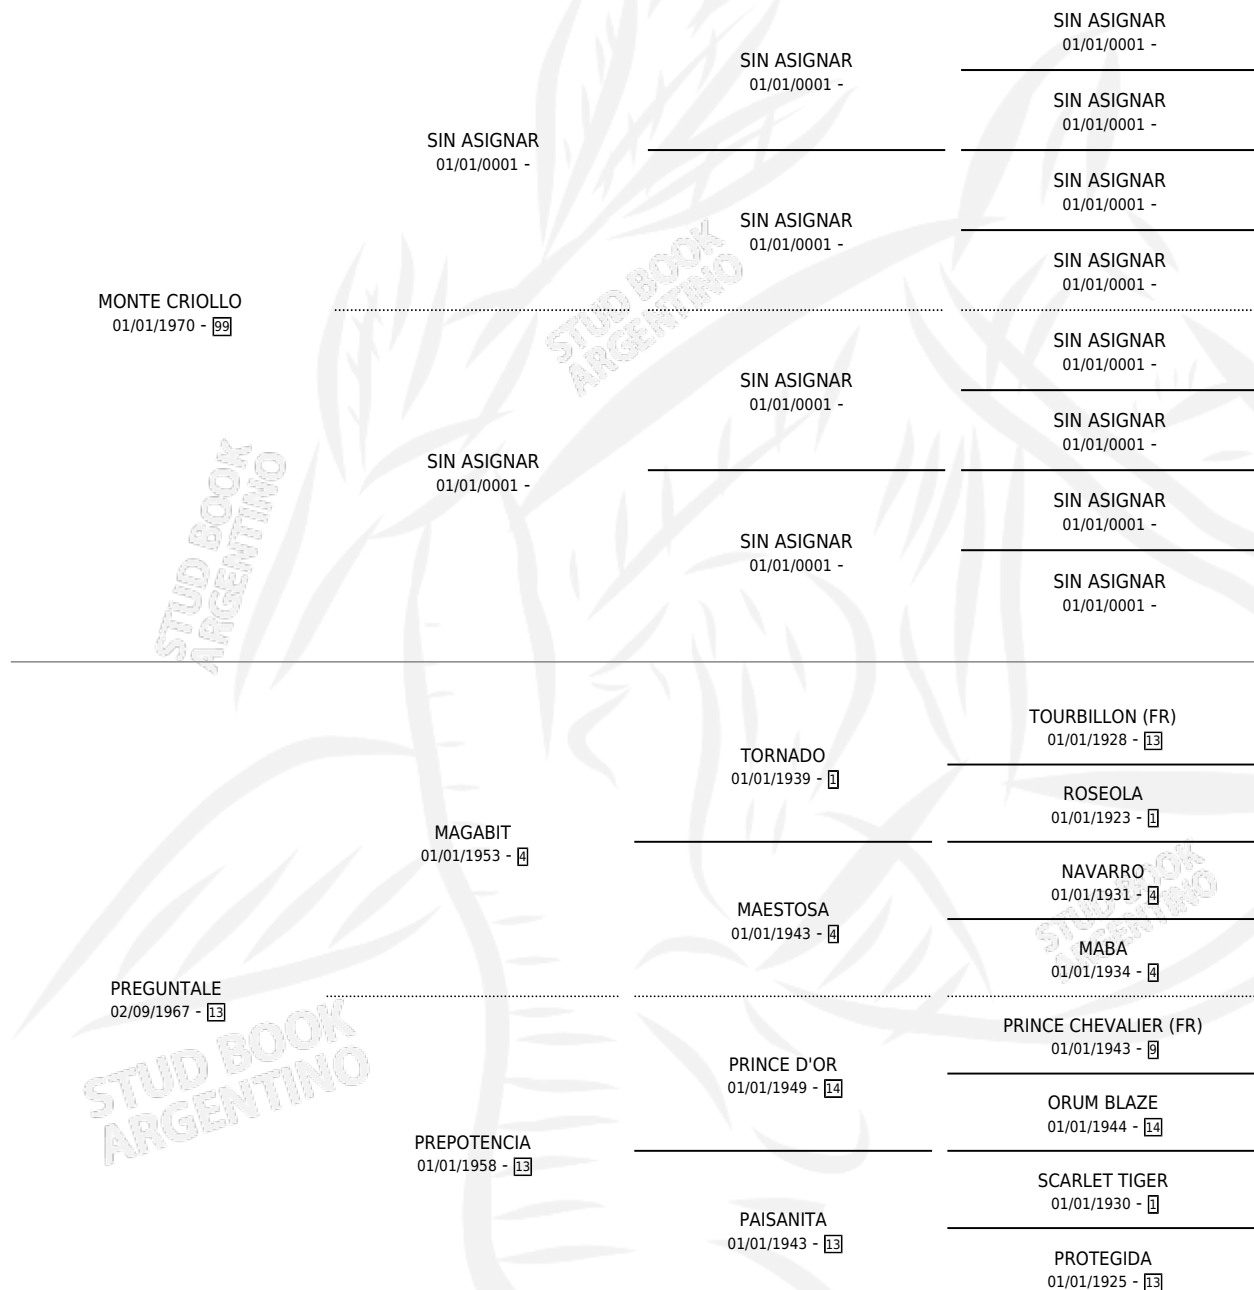 SIN ASIGNAR
01/01/0001 -
SIN ASIGNAR
01/01/0001 -
SIN ASIGNAR
01/01/0001 -
SIN ASIGNAR
01/01/0001 -
SIN ASIGNAR
01/01/0001 -
SIN ASIGNAR
01/01/0001 -
STUD BOOK
ARGENTINO
SIN ASIGNAR
01/01/0001 -
MONTE CRIOLLO
01/01/1970 - 99
SIN ASIGNAR
01/01/0001 -
SIN ASIGNAR
01/01/0001 -
SIN ASIGNAR
01/01/0001 -
SIN ASIGNAR
01/01/0001 -
STUD BOOK
ARGENTINO
SIN ASIGNAR
01/01/0001 -
SIN ASIGNAR
01/01/0001 -
SIN ASIGNAR
01/01/0001 -
TOURBILLON (FR)
01/01/1928 - 13
TORNADO
01/01/1939 - 1
ROSEOLA
01/01/1923 - 1
MAGABIT
01/01/1953 - 4
NAVARRO
01/01/1931 - 4
STUD BOOK
ARGENTINO
MAESTOSA
01/01/1943 - 4
MABA
01/01/1934 - 4
PREGUNTALE
02/09/1967 - 13
STUD BOOK
ARGENTINO
PRINCE CHEVALIER (FR)
01/01/1943 - 9
PRINCE D'OR
01/01/1949 - 14
ORUM BLAZE
01/01/1944 - 14
PREPOTENCIA
01/01/1958 - 13
SCARLET TIGER
01/01/1930 - 1
PAISANITA
01/01/1943 - 13
PROTEGIDA
01/01/1925 - 13